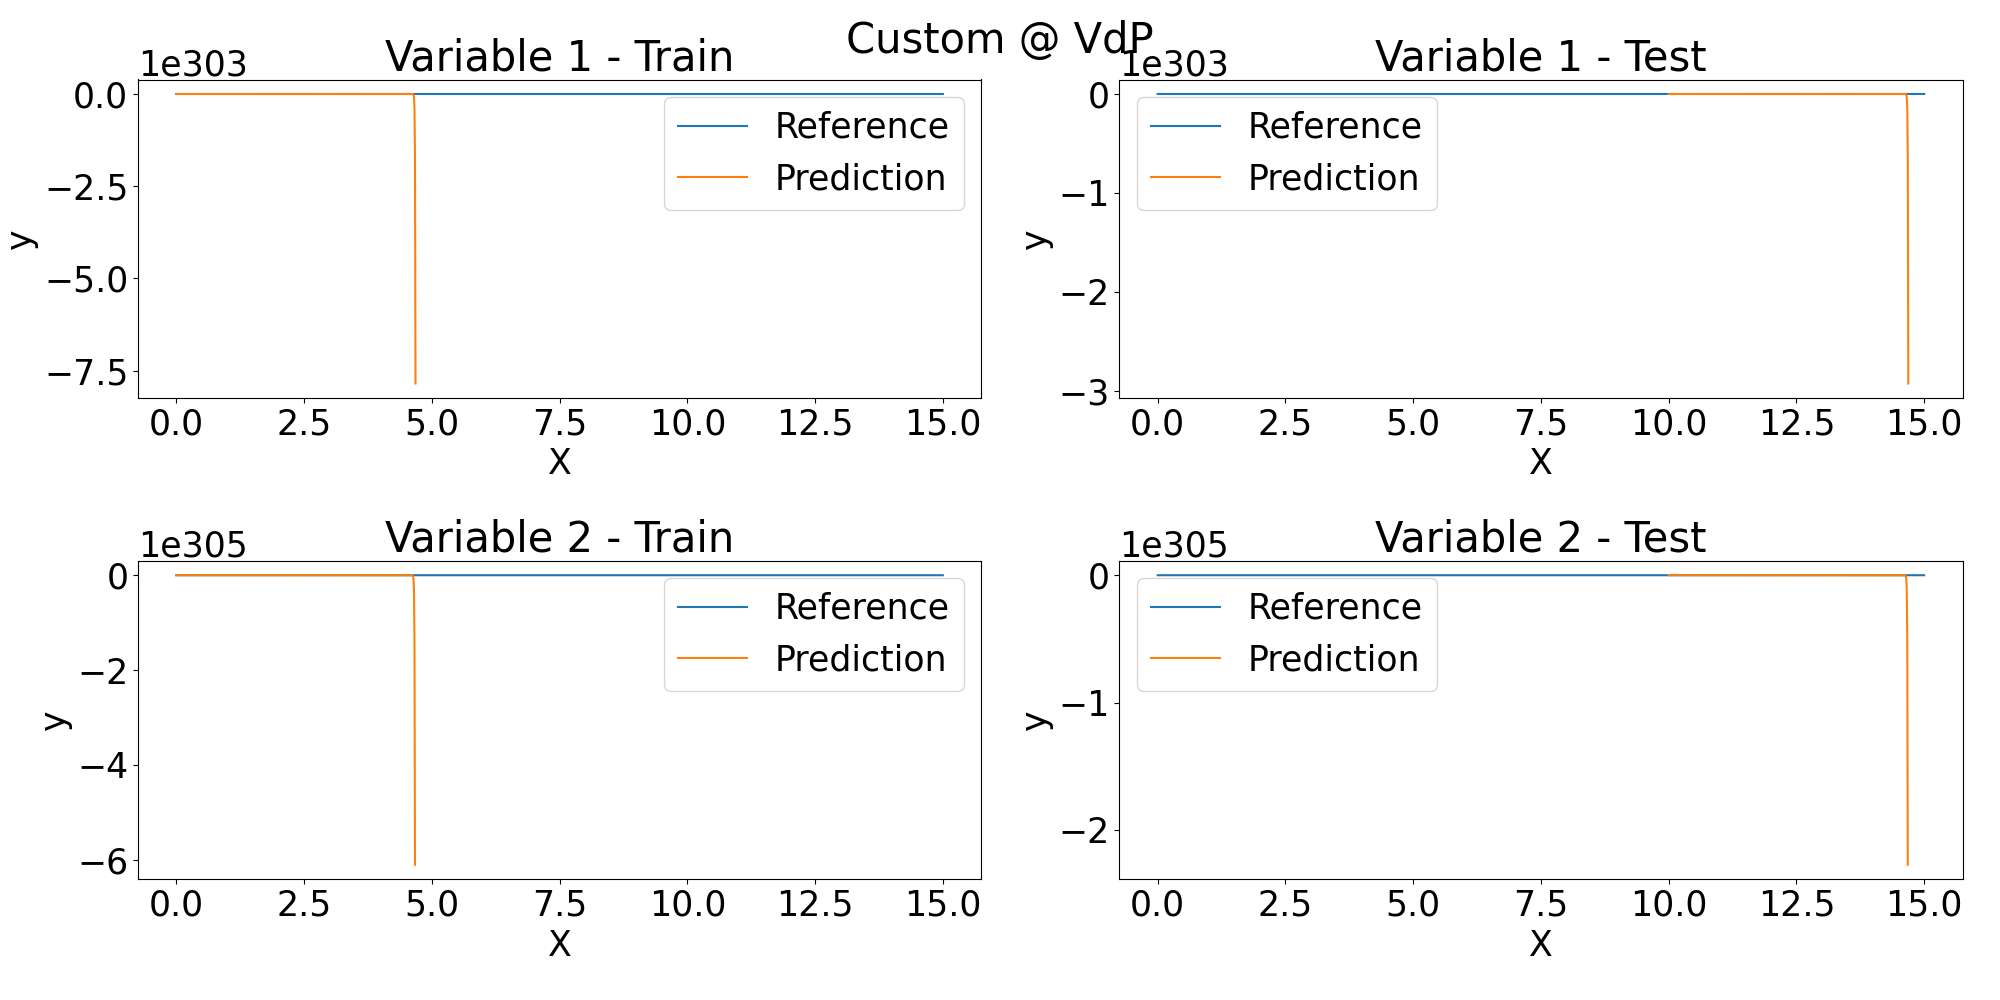 Custom @ VdP
Variable 1 - Train
1e303
0.0
−2.5
−5.0
−7.5
y
Reference
Prediction
0.0 2.5 5.0 7.5 10.0 12.5 15.0
X
Variable 1 - Test
1e303
0
−1
−2
−3
y
Reference
Prediction
0.0 2.5 5.0 7.5 10.0 12.5 15.0
X
Variable 2 - Train
1e305
0
−2
−4
−6
y
Reference
Prediction
0.0 2.5 5.0 7.5 10.0 12.5 15.0
X
Variable 2 - Test
1e305
0
−1
−2
y
Reference
Prediction
0.0 2.5 5.0 7.5 10.0 12.5 15.0
X